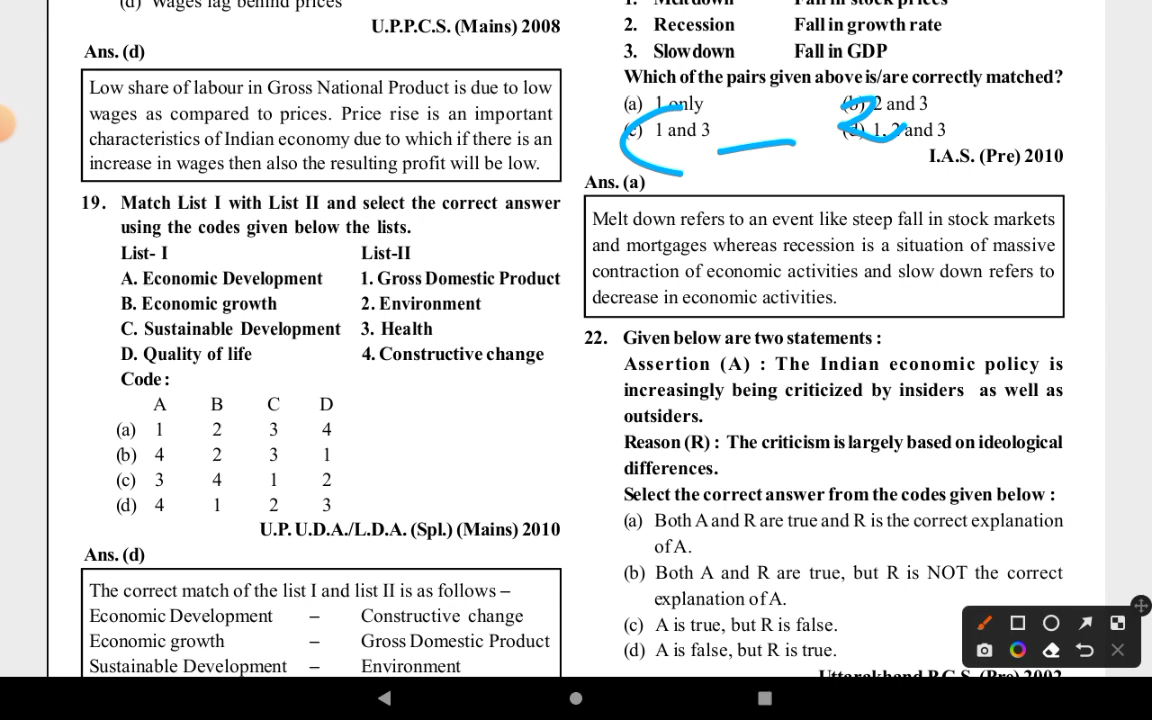 (d) Wages lag behind prices
U.P.P.C.S. (Mains) 2008
Ans. (d)
Low share of labour in Gross National Product is due to low
wages as compared to prices. Price rise is an important
characteristics of Indian economy due to which if there is an
increase in wages then also the resulting profit will be low.
19. Match List I with List II and select the correct answer
using the codes given below the lists.
List- I List-II
A. Economic Development 1. Gross Domestic Product
B. Economic growth 2. Environment
C. Sustainable Development 3. Health
D. Quality of life 4. Constructive change
Code :
A B C D
(a) 1 2 3 4
(b) 4 2 3 1
(c) 3 4 1 2
(d) 4 1 2 3
U.P. U.D.A./L.D.A. (Spl.) (Mains) 2010
Ans. (d)
The correct match of the list I and list II is as follows –
Economic Development – Constructive change
Economic growth – Gross Domestic Product
Sustainable Development – Environment
1. Melt down Fall in stock prices
2. Recession Fall in growth rate
3. Slow down Fall in GDP
Which of the pairs given above is/are correctly matched?
(a) 1 only (b) 2 and 3
(c) 1 and 3 (d) 1, 2 and 3
I.A.S. (Pre) 2010
Ans. (a)
Melt down refers to an event like steep fall in stock markets
and mortgages whereas recession is a situation of massive
contraction of economic activities and slow down refers to
decrease in economic activities.
22. Given below are two statements :
Assertion (A) : The Indian economic policy is
increasingly being criticized by insiders as well as
outsiders.
Reason (R) : The criticism is largely based on ideological
differences.
Select the correct answer from the codes given below :
(a) Both A and R are true and R is the correct explanation
of A.
(b) Both A and R are true, but R is NOT the correct
explanation of A.
(c) A is true, but R is false.
(d) A is false, but R is true.
Uttarakhand P.C.S. (Pre) 2002